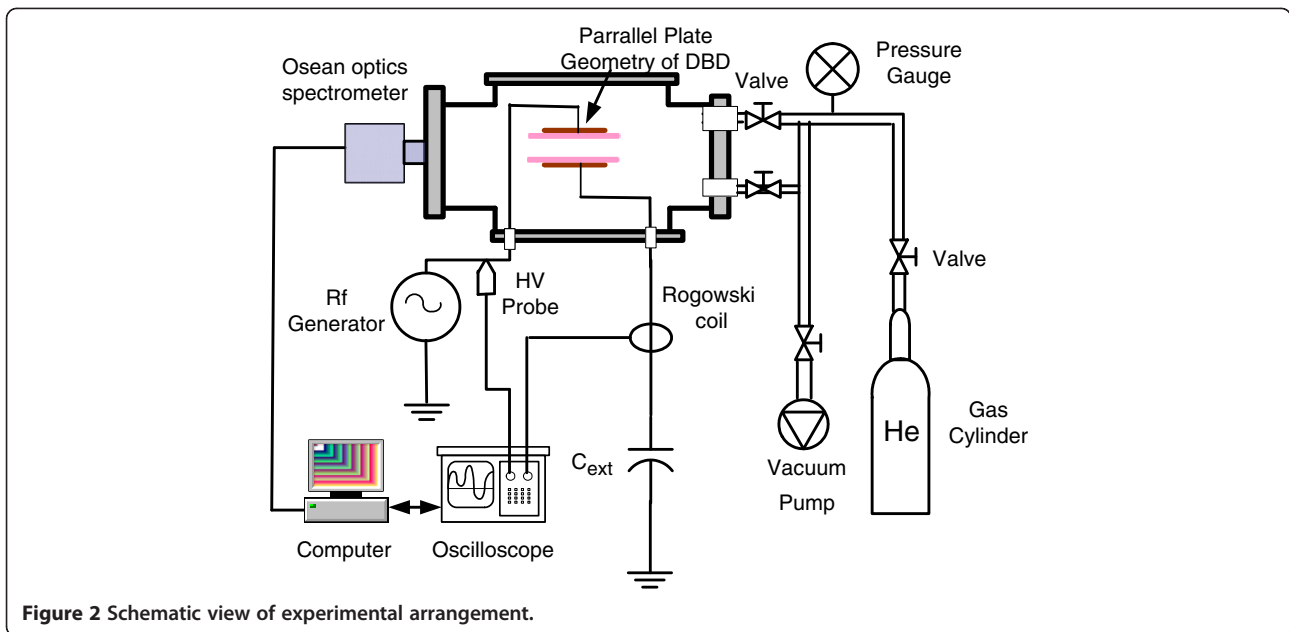 Parrallel Plate
Geometry of DBD
Osean optics
spectrometer
Valve
Pressure
Gauge
Rf
Generator
HV
Probe
Rogowski
coil
Valve
He
Gas
Cylinder
C_ext
Vacuum
Pump
Computer
Oscilloscope
Figure 2 Schematic view of experimental arrangement.